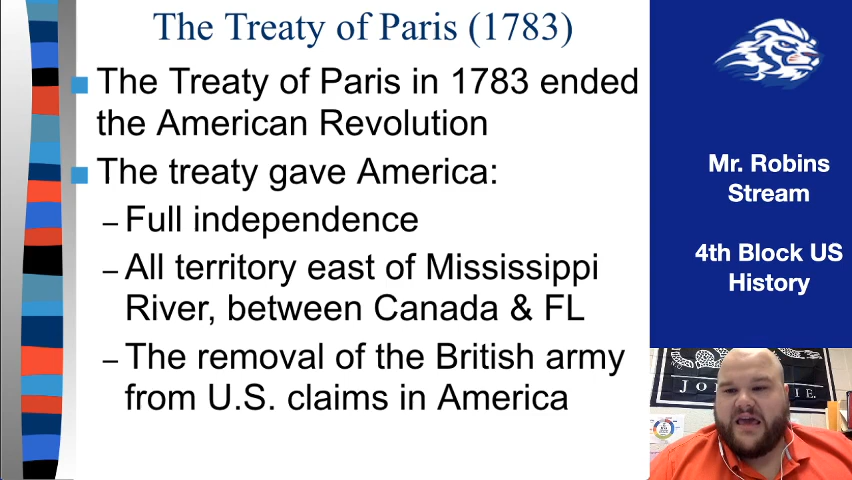 The Treaty of Paris (1783)
The Treaty of Paris in 1783 ended
the American Revolution
The treaty gave America:
– Full independence
– All territory east of Mississippi
River, between Canada & FL
– The removal of the British army
from U.S. claims in America
Mr. Robins
Stream
4th Block US
History